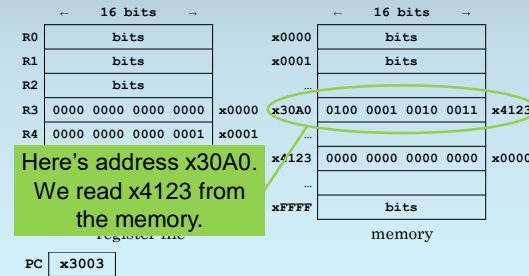 ← 16 bits → ← 16 bits →
R0 bits x0000 bits
R1 bits x0001 bits
R2 bits …
R3 0000 0000 0000 0000 x0000 x30A0 0100 0001 0010 0011 x4123
R4 0000 0000 0000 0001 x0001 …
Here's address x30A0.
We read x4123 from
the memory.
x4123 0000 0000 0000 0000 x0000
…
xFFFF bits
register file memory
PC x3003